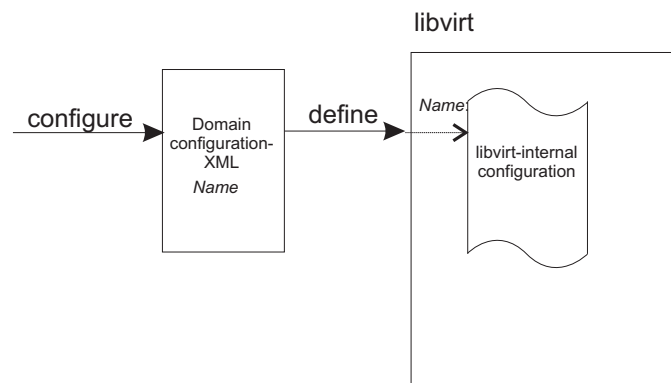 libvirt
configure
Domain
configuration-
XML
Name
define
Name:
libvirt-internal
configuration